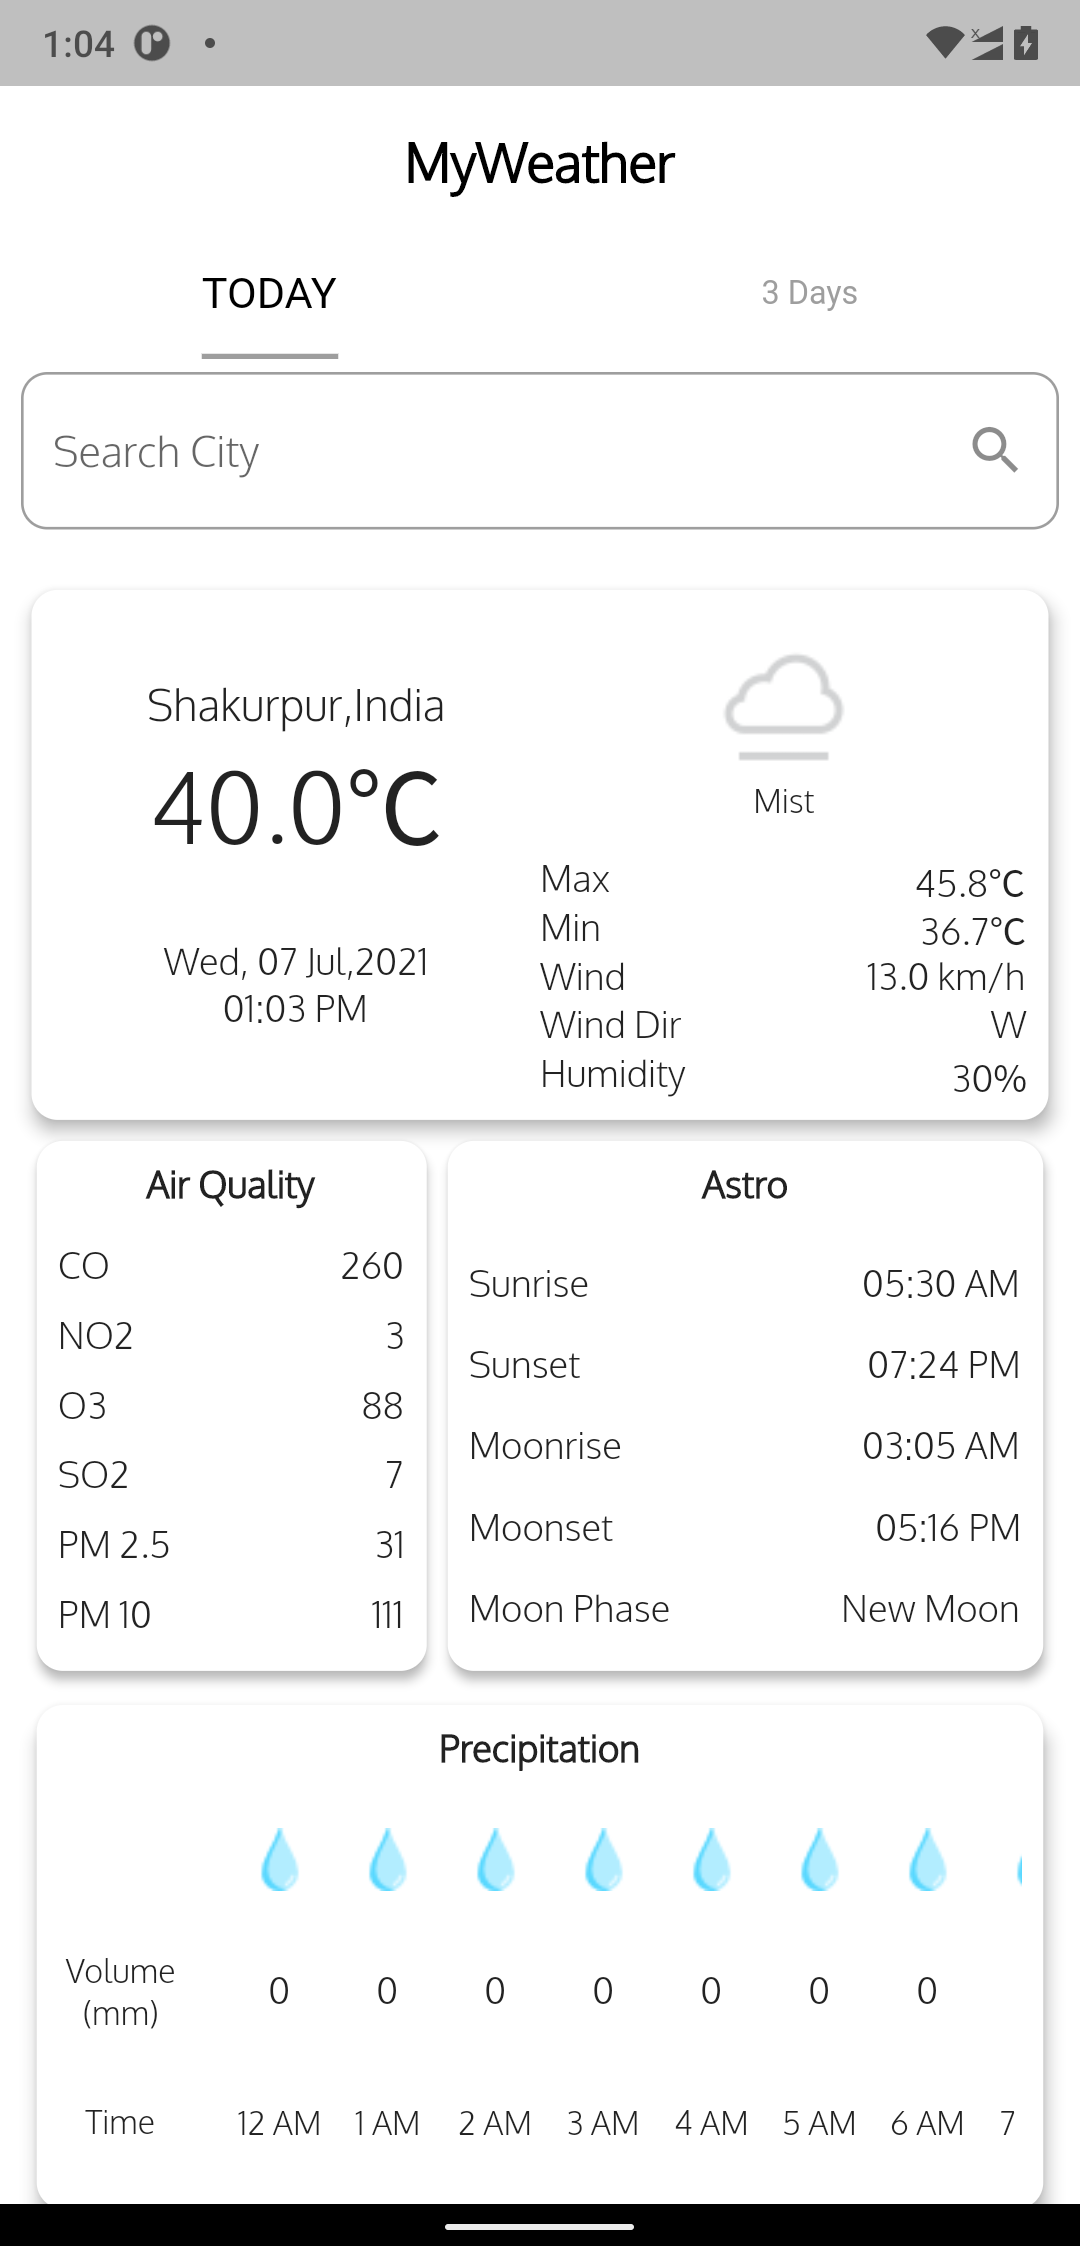 1:04
MyWeather
TODAY 3 Days
Search City
Shakurpur,India
40.0°C
Wed, 07 Jul,2021
01:03 PM
Mist
Max 45.8°C
Min 36.7°C
Wind 13.0 km/h
Wind Dir W
Humidity 30%
Air Quality
CO 260
NO2 3
O3 88
SO2 7
PM 2.5 31
PM 10 111
Astro
Sunrise 05:30 AM
Sunset 07:24 PM
Moonrise 03:05 AM
Moonset 05:16 PM
Moon Phase New Moon
Precipitation
Volume
(mm) 0 0 0 0 0 0 0
Time 12 AM 1 AM 2 AM 3 AM 4 AM 5 AM 6 AM 7